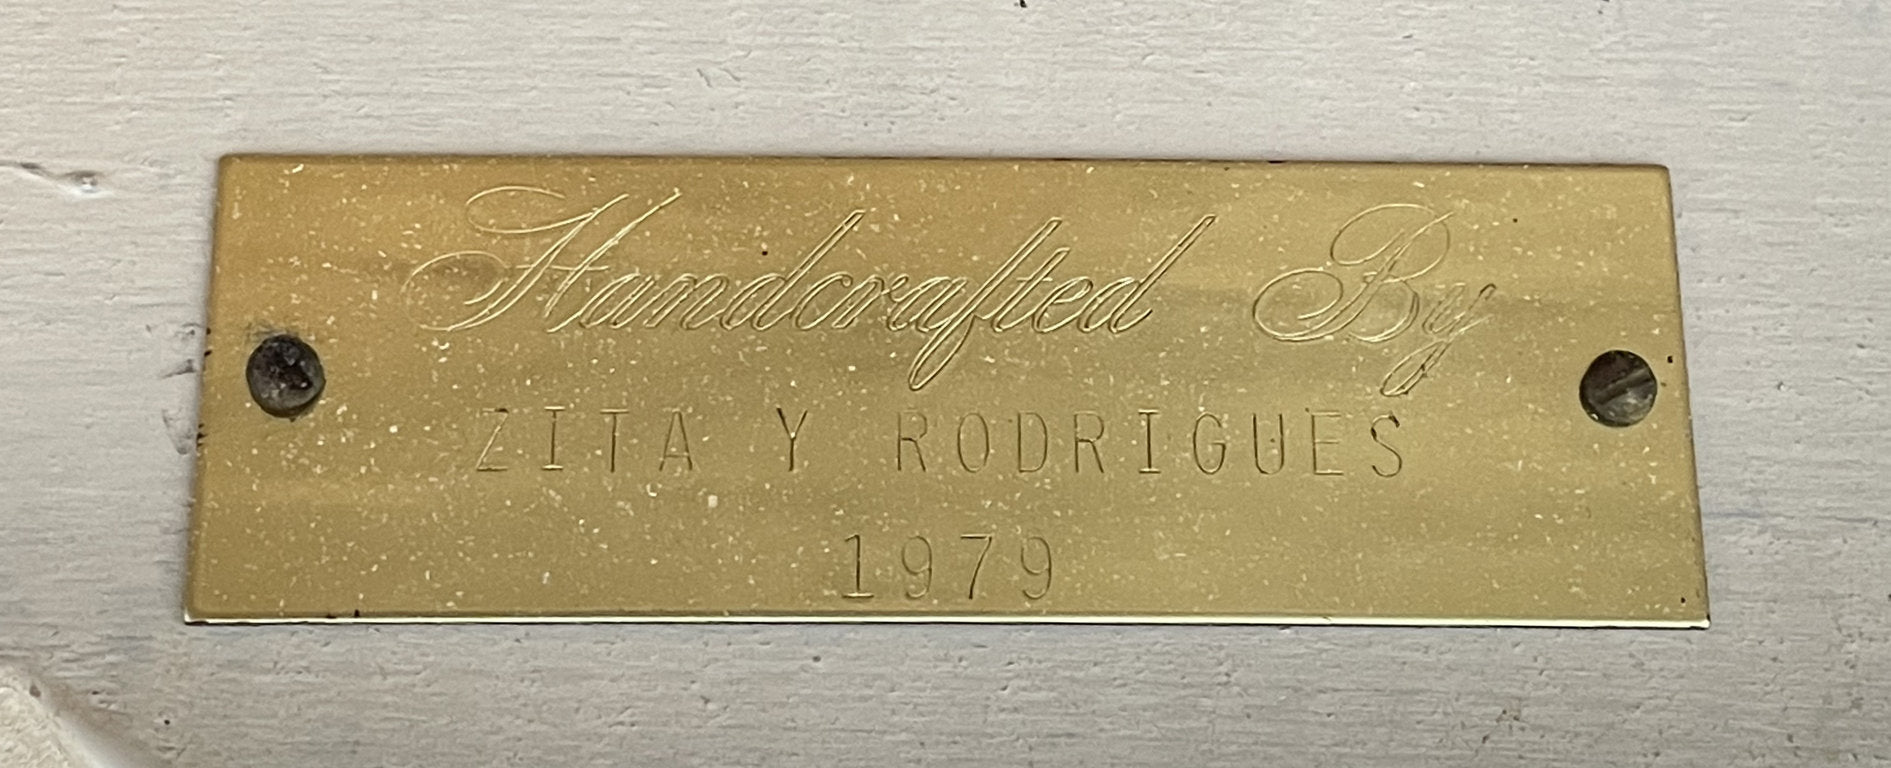 Handcrafted By
ZITA Y RODRIGUES
1979